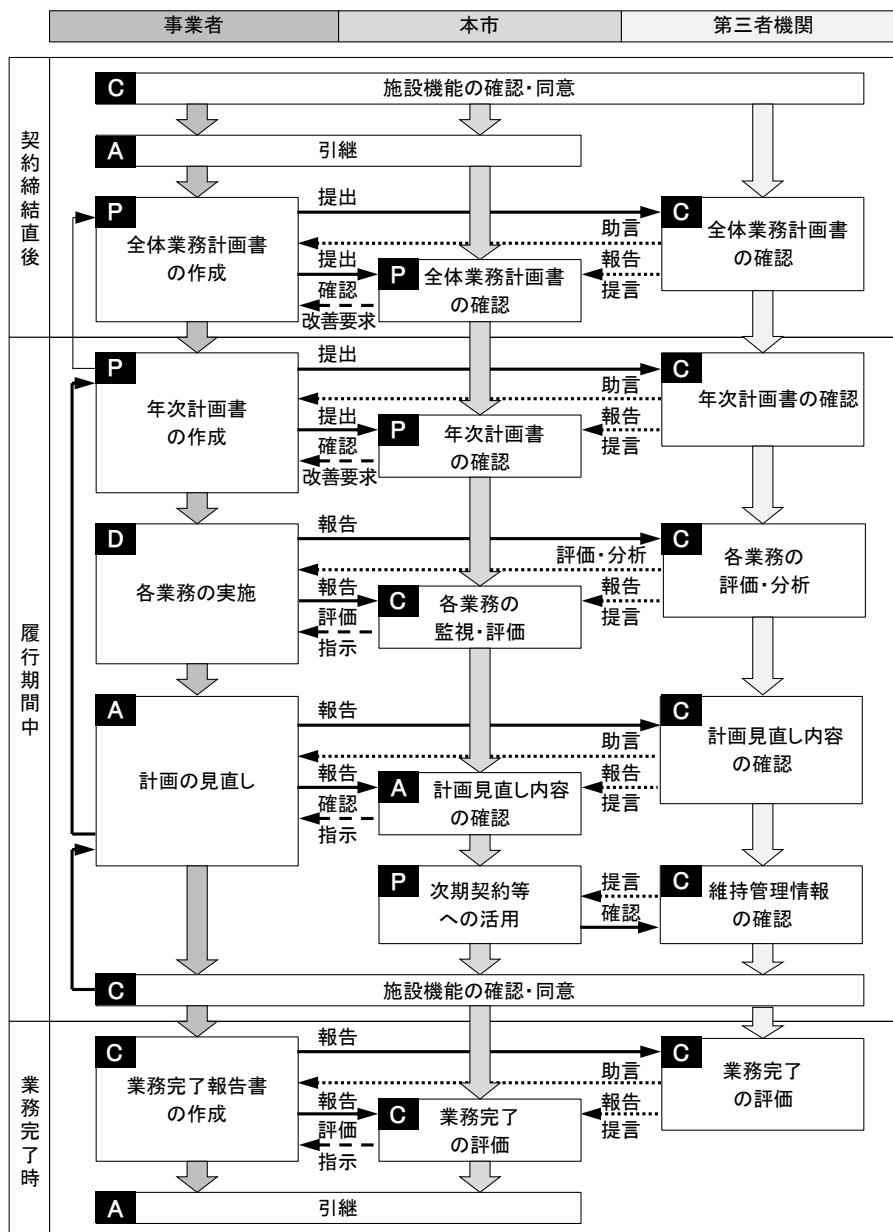 事業者
本市
第三者機関
契約締結直後
C
施設機能の確認・同意
A
引継
P
全体業務計画書
の作成
提出
助言
提出
確認
改善要求
P
全体業務計画書
の確認
報告
提言
C
全体業務計画書
の確認
履行期間中
P
年次計画書
の作成
提出
助言
提出
確認
改善要求
P
年次計画書
の確認
報告
提言
C
年次計画書の確認
D
各業務の実施
報告
評価・分析
報告
評価
指示
C
各業務の
監視・評価
報告
提言
C
各業務の
評価・分析
A
計画の見直し
報告
助言
報告
確認
指示
A
計画見直し内容
の確認
報告
提言
C
計画見直し内容
の確認
P
次期契約等
への活用
提言
確認
C
維持管理情報
の確認
C
施設機能の確認・同意
業務完了時
C
業務完了報告書
の作成
報告
助言
報告
評価
指示
C
業務完了
の評価
報告
提言
C
業務完了
の評価
A
引継